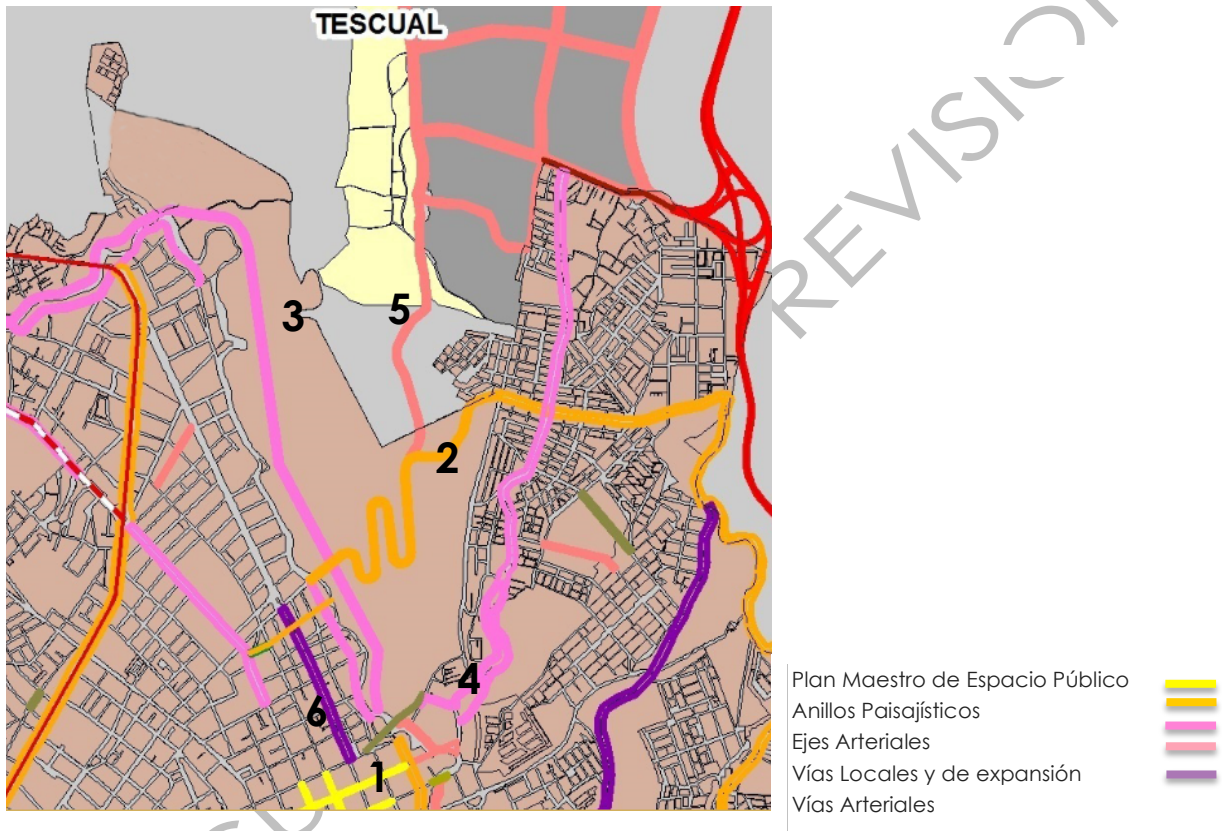 TESCUAL
REVISION
3
5
2
4
6
1
Plan Maestro de Espacio Público
Anillos Paisajísticos
Ejes Arteriales
Vías Locales y de expansión
Vías Arteriales